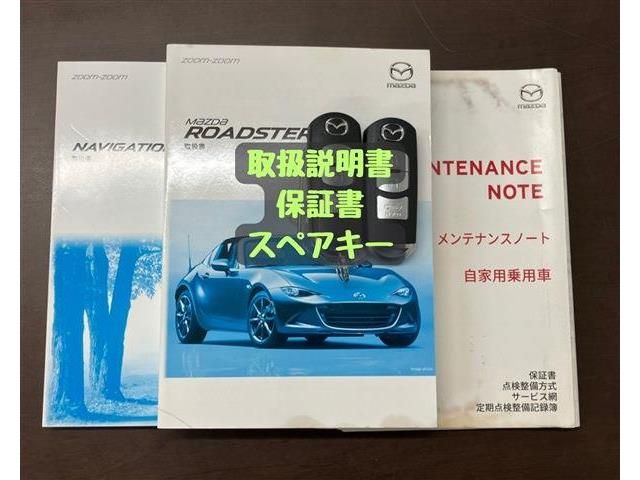 zoom-zoom
NAVIGATION
取扱書
zoom-zoom
mazda
mazda
ROADSTER
取扱書
取扱説明書
保証書
スペアキー
mazda
NTENANCE
NOTE
メンテナンスノート
自家用乗用車
保証書
点検整備方式
サービス網
定期点検整備記録簿